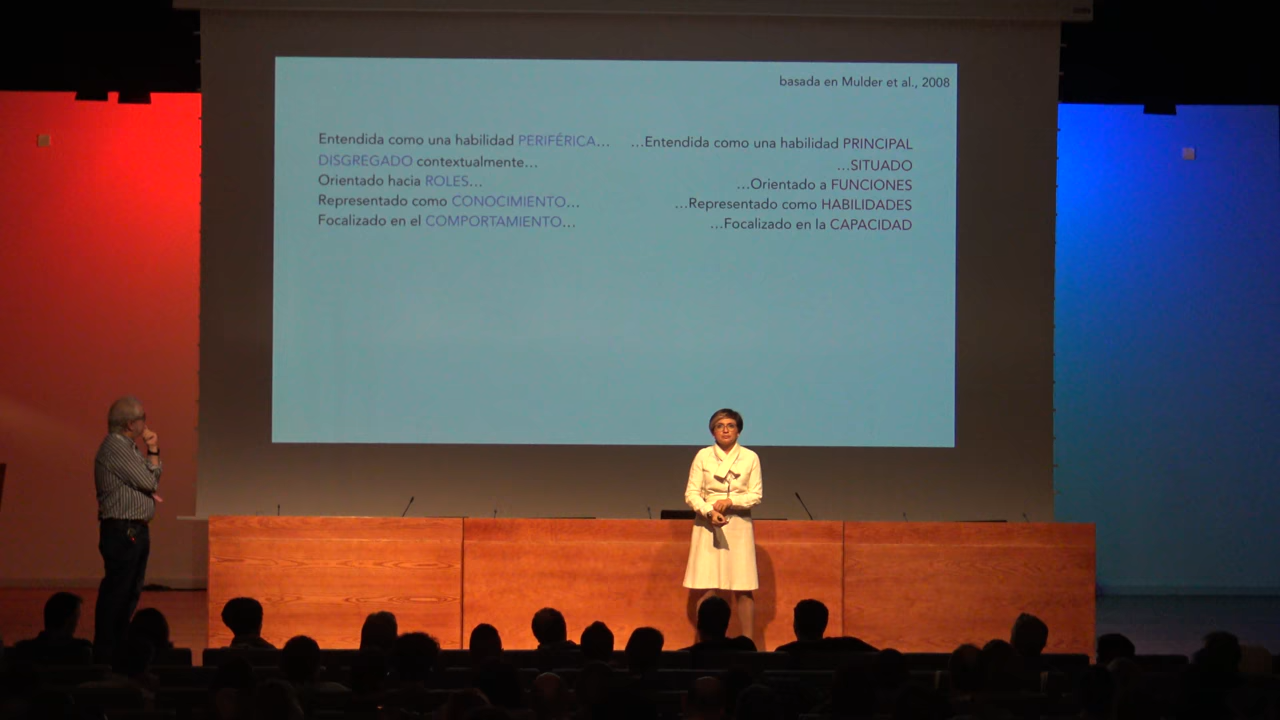 basada en Mulder et al., 2008
Entendida como una habilidad PERIFÉRICA…
DISGREGADO contextualmente…
Orientado hacia ROLES…
Representado como CONOCIMIENTO…
Focalizado en el COMPORTAMIENTO…
…Entendida como una habilidad PRINCIPAL
…SITUADO
…Orientado a FUNCIONES
…Representado como HABILIDADES
…Focalizado en la CAPACIDAD